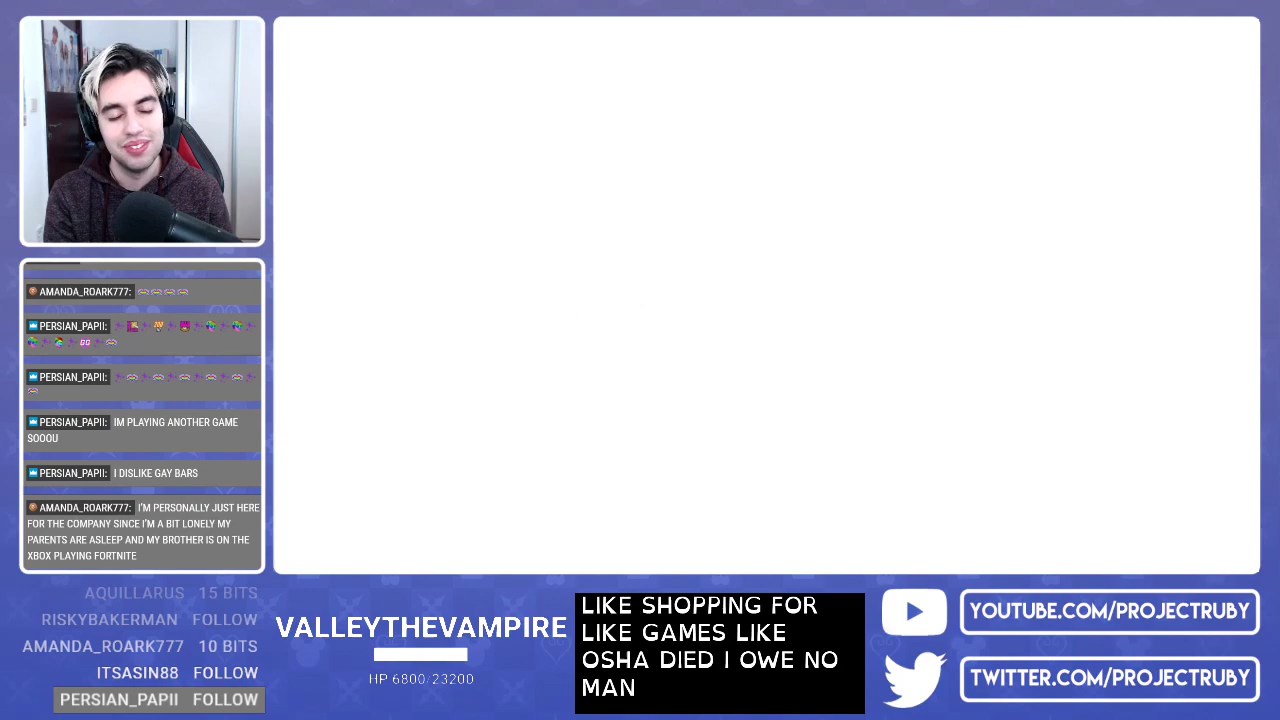 AMANDA_ROARK777:
PERSIAN_PAPII:
GG
PERSIAN_PAPII:
PERSIAN_PAPII: IM PLAYING ANOTHER GAME
SOOOU
PERSIAN_PAPII: I DISLIKE GAY BARS
AMANDA_ROARK777: I'M PERSONALLY JUST HERE
FOR THE COMPANY SINCE I'M A BIT LONELY MY
PARENTS ARE ASLEEP AND MY BROTHER IS ON THE
XBOX PLAYING FORTNITE
AQUILLARUS 15 BITS
RISKYBAKERMAN FOLLOW
AMANDA_ROARK777 10 BITS
ITSASIN88 FOLLOW
PERSIAN_PAPII FOLLOW
VALLEYTHEVAMPIRE
HP 6800/23200
LIKE SHOPPING FOR
LIKE GAMES LIKE
OSHA DIED I OWE NO
MAN
YOUTUBE.COM/PROJECTRUBY
TWITTER.COM/PROJECTRUBY